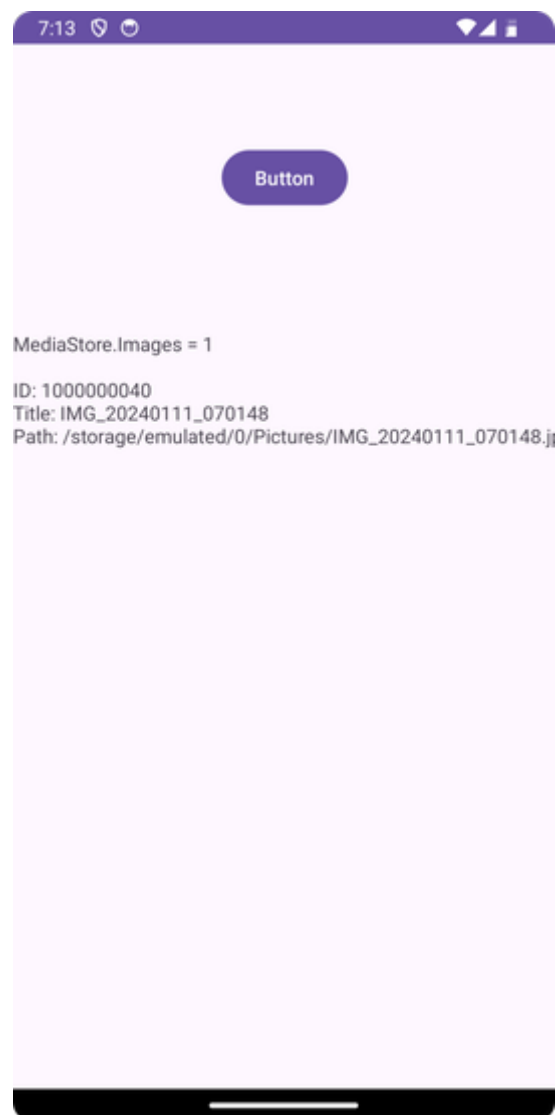 7:13
Button
MediaStore.Images = 1
ID: 1000000040
Title: IMG_20240111_070148
Path: /storage/emulated/0/Pictures/IMG_20240111_070148.jp